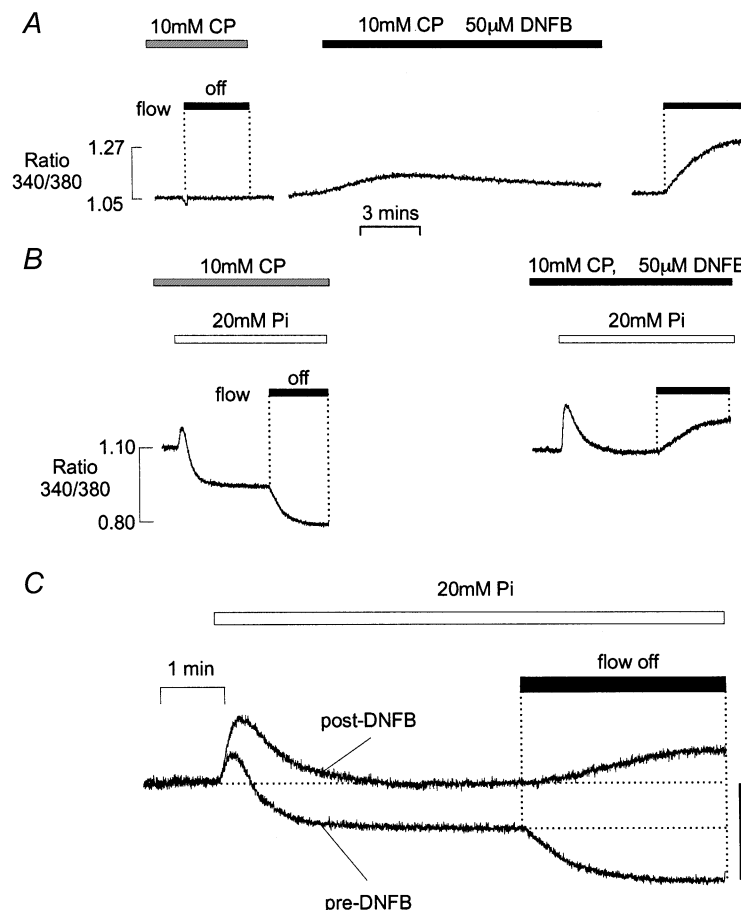 A
10mM CP
10mM CP 50µM DNFB
off
flow
1.27
Ratio
340/380
1.05
3 mins
B
10mM CP
10mM CP, 50µM DNFB
20mM Pi
20mM Pi
off
flow
1.10
Ratio
340/380
0.80
C
20mM Pi
1 min
flow off
post-DNFB
pre-DNFB